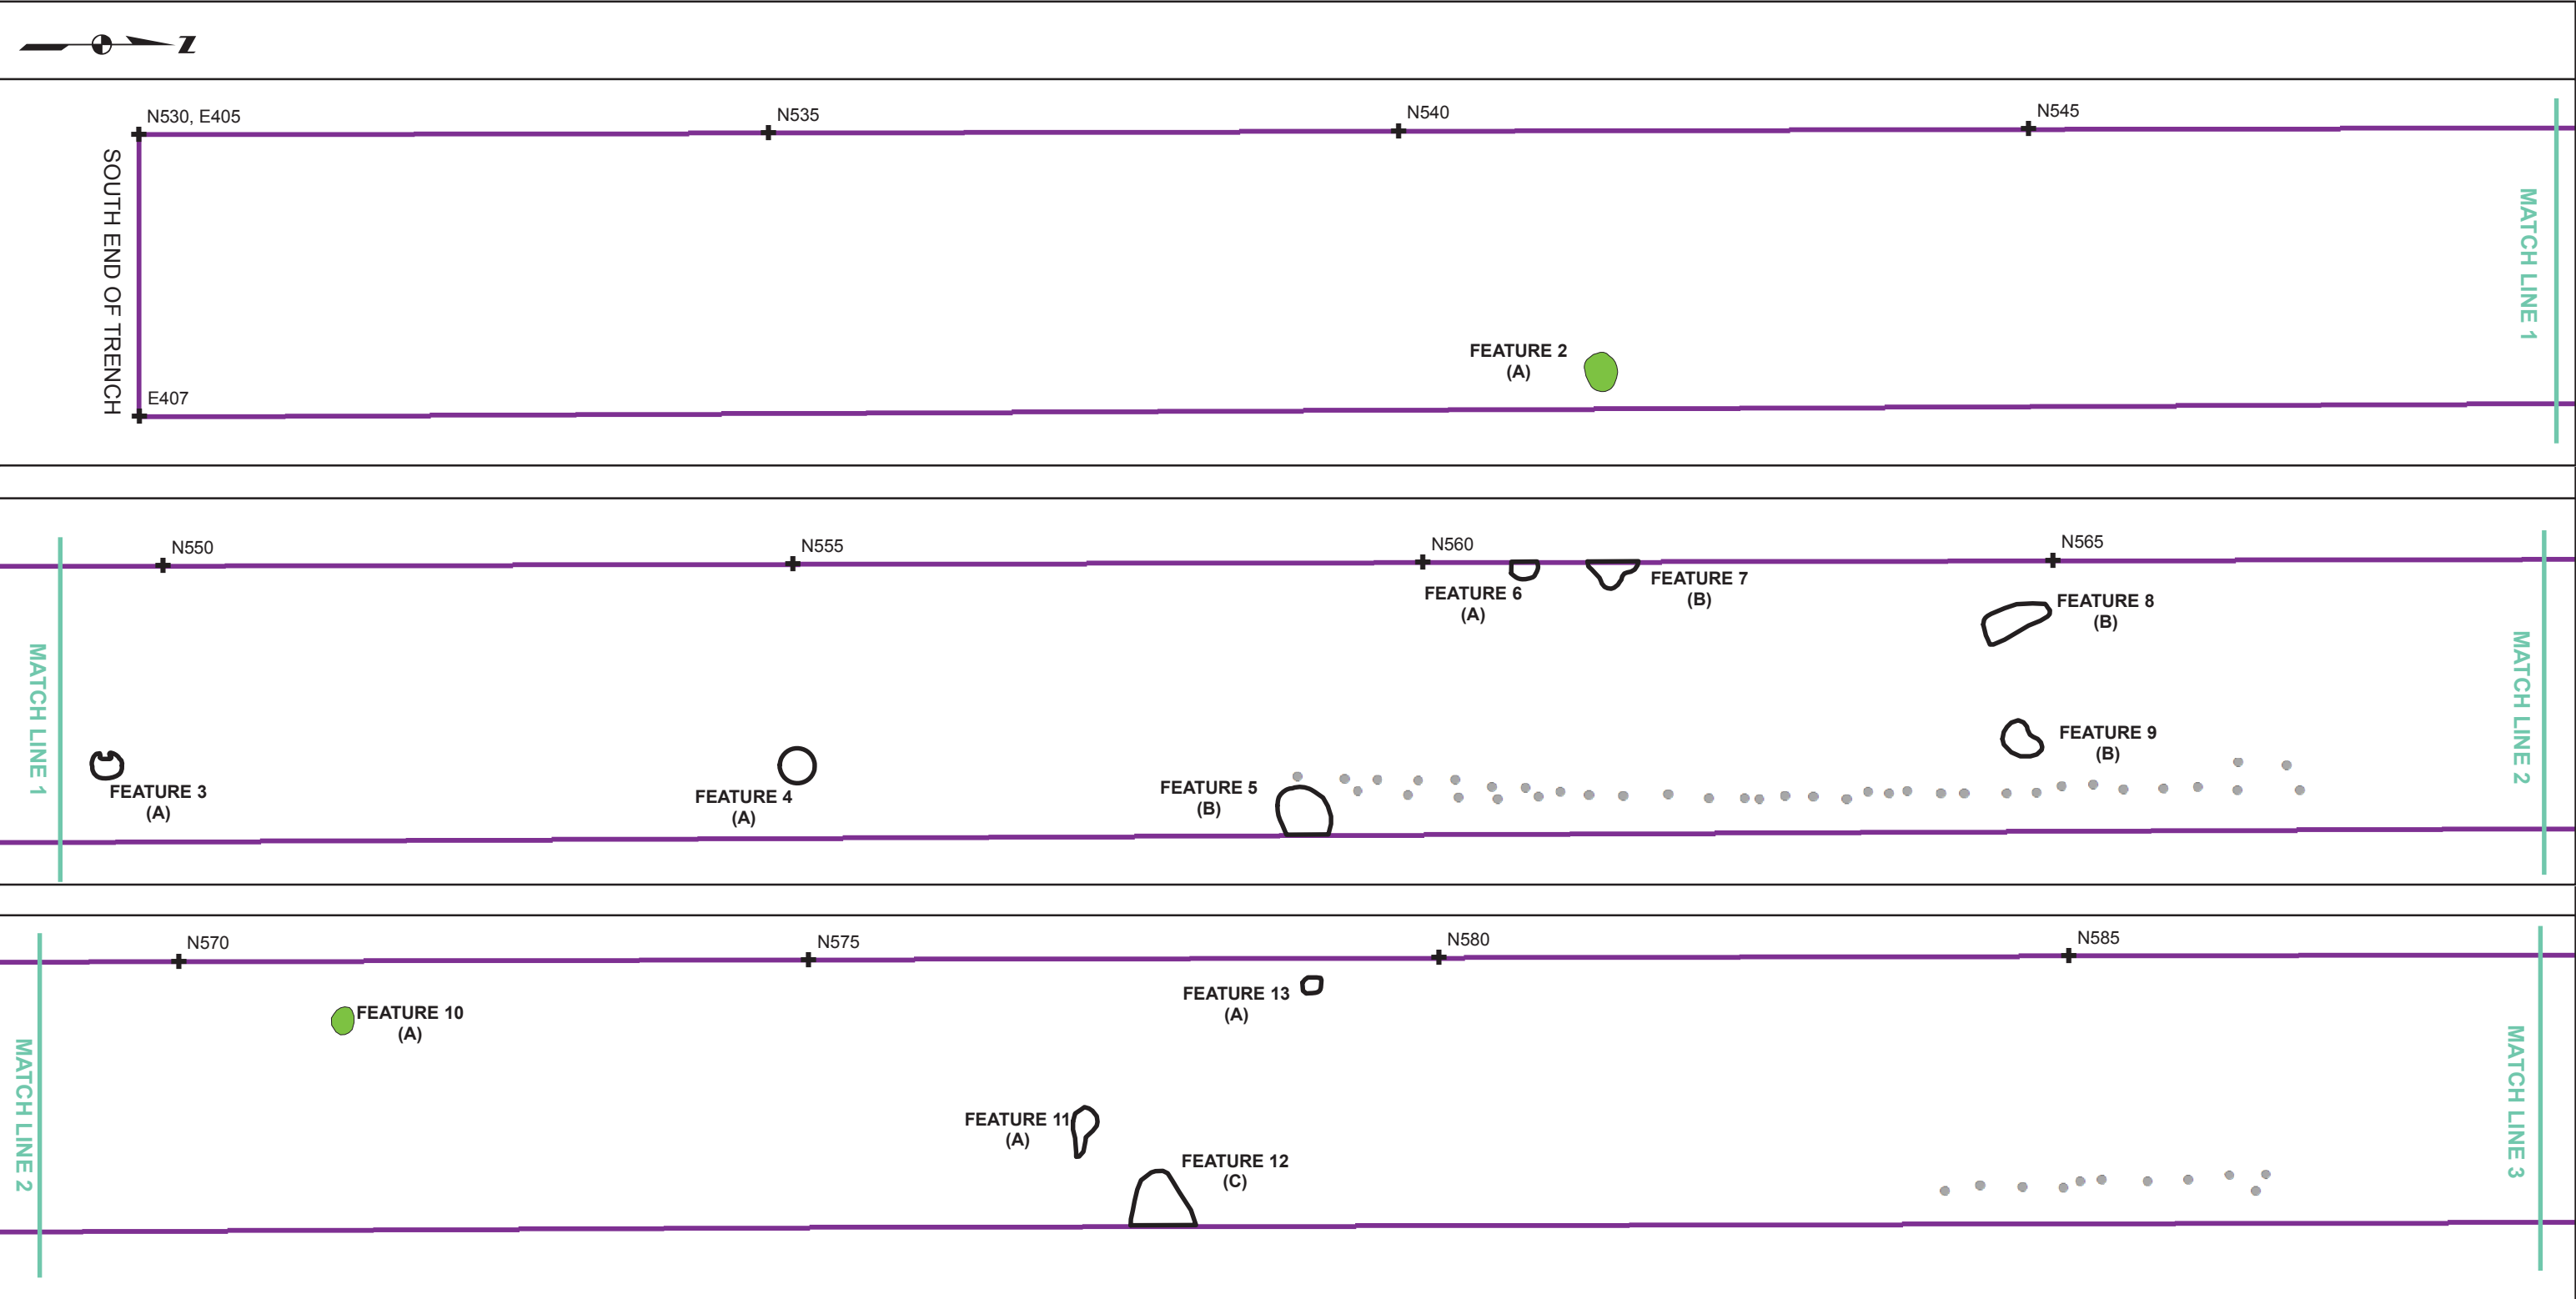 N
N530, E405
N535
N540
N545
SOUTH END OF TRENCH
MATCH LINE 1
FEATURE 2
(A)
E407
N550
N555
N560
N565
FEATURE 6
(A)
FEATURE 7
(B)
FEATURE 8
(B)
MATCH LINE 1
MATCH LINE 2
FEATURE 9
(B)
FEATURE 3
(A)
FEATURE 4
(A)
FEATURE 5
(B)
N570
N575
N580
N585
FEATURE 13
(A)
FEATURE 10
(A)
MATCH LINE 2
MATCH LINE 3
FEATURE 11
(A)
FEATURE 12
(C)